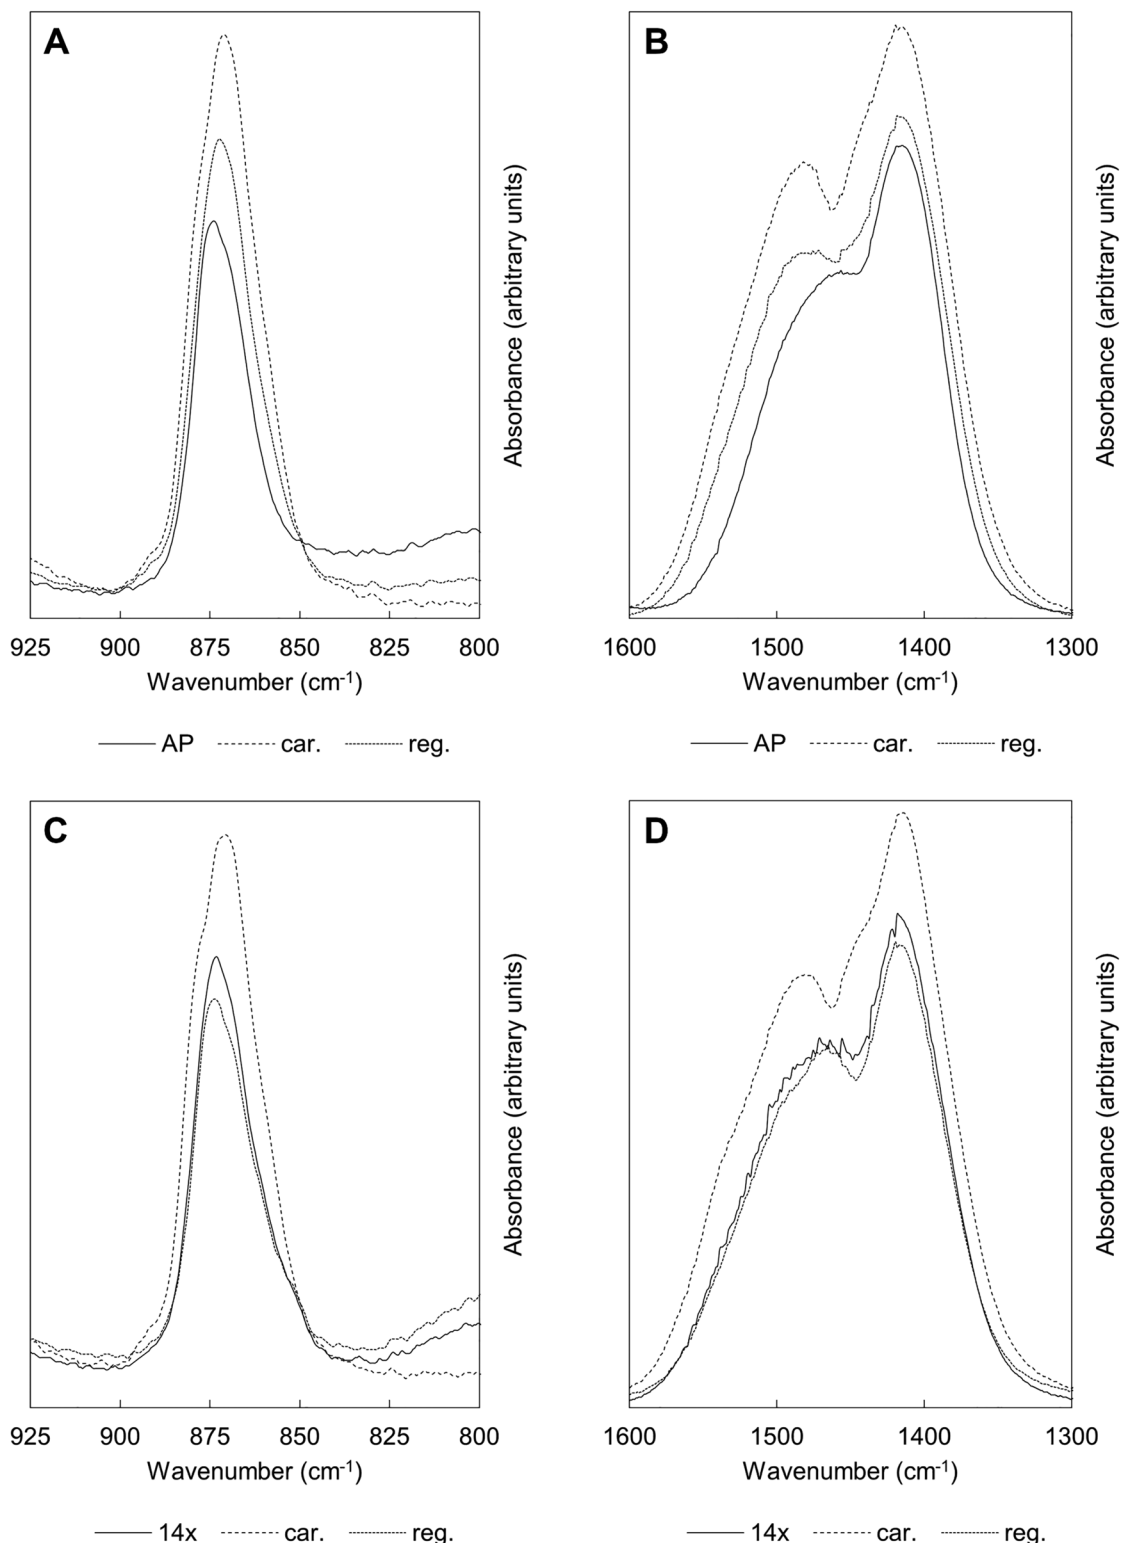 A
B
Absorbance (arbitrary units)
Absorbance (arbitrary units)
925 900 875 850 825 800
1600 1500 1400 1300
Wavenumber (cm-1)
Wavenumber (cm-1)
AP car. reg.
AP car. reg.
C
D
Absorbance (arbitrary units)
Absorbance (arbitrary units)
925 900 875 850 825 800
1600 1500 1400 1300
Wavenumber (cm-1)
Wavenumber (cm-1)
14x car. reg.
14x car. reg.